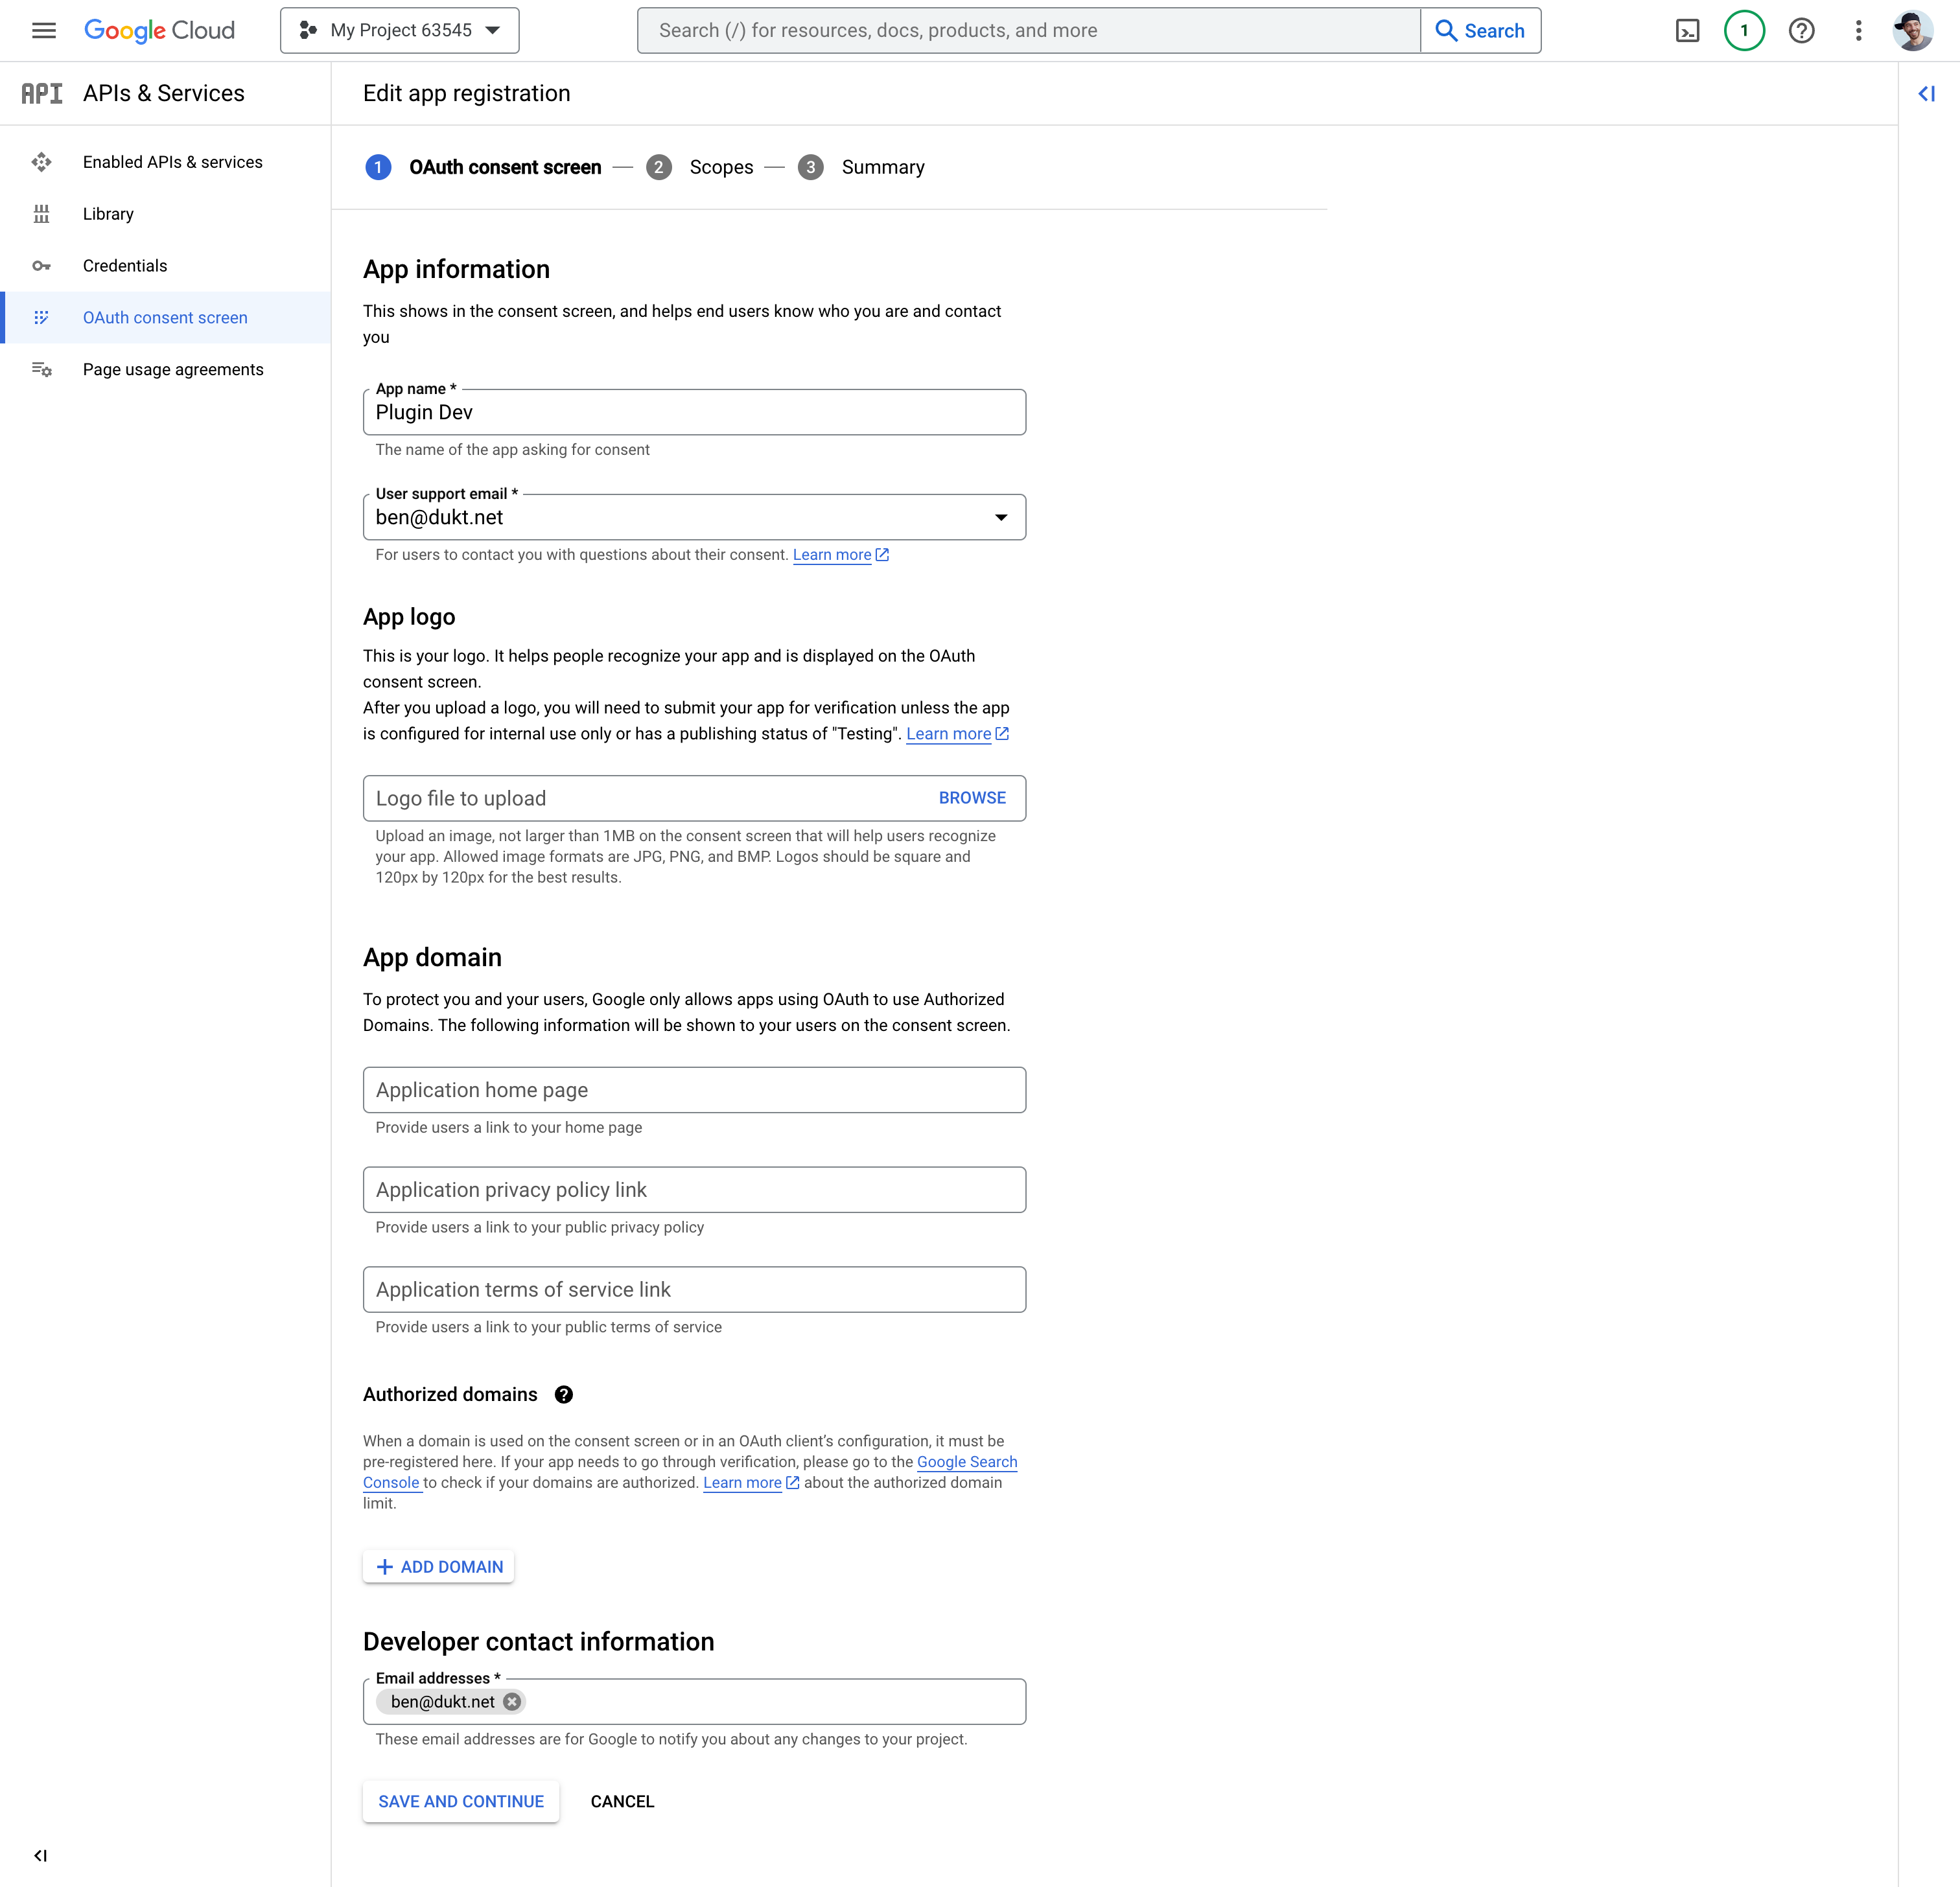 Google Cloud
My Project 63545
Search (/) for resources, docs, products, and more
Search
1
API
APIs & Services
Edit app registration
Enabled APIs & services
Library
Credentials
OAuth consent screen
Page usage agreements
1 OAuth consent screen — 2 Scopes — 3 Summary
App information
This shows in the consent screen, and helps end users know who you are and contact
you
App name *
Plugin Dev
The name of the app asking for consent
User support email *
ben@dukt.net
For users to contact you with questions about their consent. Learn more
App logo
This is your logo. It helps people recognize your app and is displayed on the OAuth
consent screen.
After you upload a logo, you will need to submit your app for verification unless the app
is configured for internal use only or has a publishing status of "Testing". Learn more
Logo file to upload
BROWSE
Upload an image, not larger than 1MB on the consent screen that will help users recognize
your app. Allowed image formats are JPG, PNG, and BMP. Logos should be square and
120px by 120px for the best results.
App domain
To protect you and your users, Google only allows apps using OAuth to use Authorized
Domains. The following information will be shown to your users on the consent screen.
Application home page
Provide users a link to your home page
Application privacy policy link
Provide users a link to your public privacy policy
Application terms of service link
Provide users a link to your public terms of service
Authorized domains
When a domain is used on the consent screen or in an OAuth client’s configuration, it must be
pre-registered here. If your app needs to go through verification, please go to the Google Search
Console to check if your domains are authorized. Learn more about the authorized domain
limit.
ADD DOMAIN
Developer contact information
Email addresses *
ben@dukt.net
These email addresses are for Google to notify you about any changes to your project.
SAVE AND CONTINUE
CANCEL